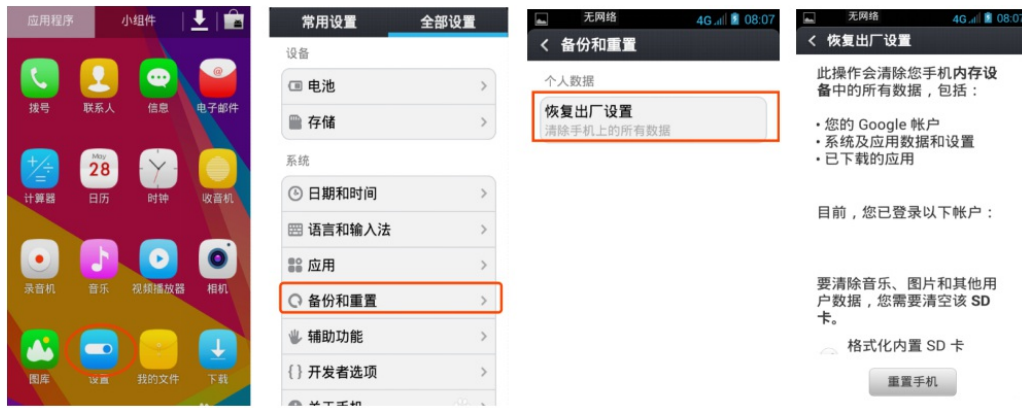 应用程序
小组件
拨号
联系人
信息
@
电子邮件
May
28
计算器
日历
时钟
收音机
录音机
音乐
视频播放器
相机
图库
设置
我的文件
下载
常用设置
全部设置
设备
电池
存储
系统
日期和时间
语言和输入法
应用
备份和重置
辅助功能
{ } 开发者选项
关于手机
无网络
4G
08:07
备份和重置
个人数据
恢复出厂设置
清除手机上的所有数据
无网络
4G
08:07
恢复出厂设置
此操作会清除您手机内存设
备中的所有数据，包括：
• 您的 Google 帐户
• 系统及应用数据和设置
• 已下载的应用
目前，您已登录以下帐户：
要清除音乐、图片和其他用
户数据，您需要清空该 SD
卡。
格式化内置 SD 卡
重置手机